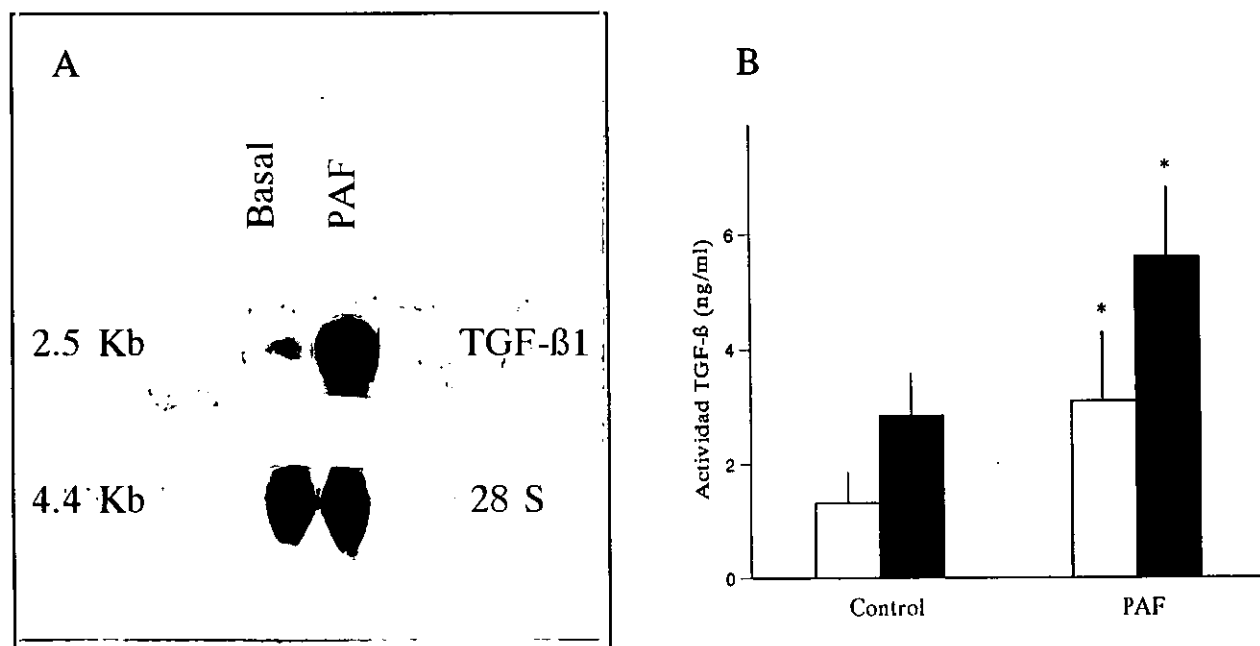 A
Basal
PAF
2.5 Kb
TGF-ß1
4.4 Kb
28 S
B
Actividad TGF-ß (ng/ml)
6
4
2
0
*
*
Control
PAF